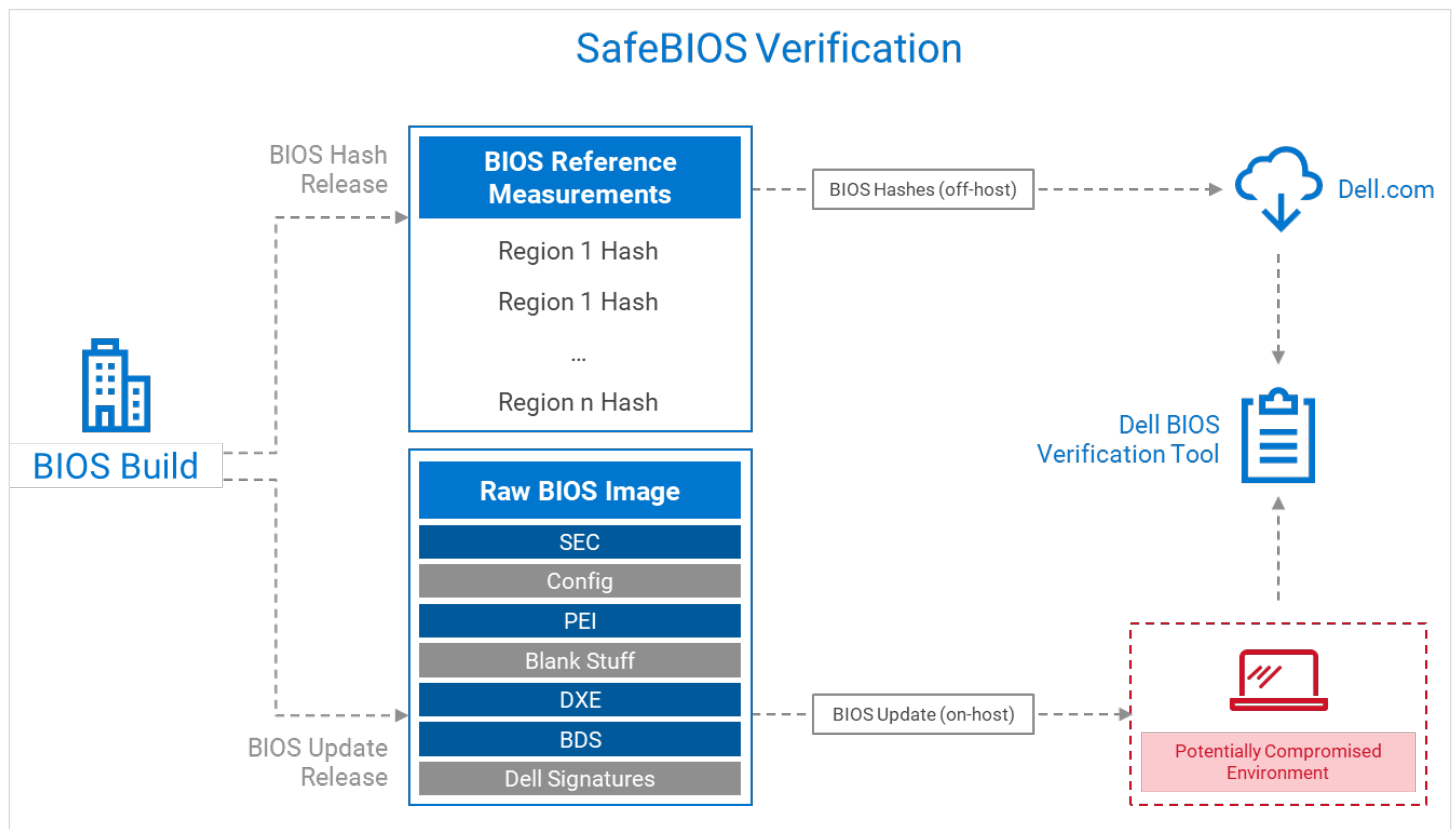 SafeBIOS Verification
BIOS Hash
Release
BIOS Reference
Measurements
Region 1 Hash
Region 1 Hash
...
Region n Hash
BIOS Hashes (off-host)
Dell.com
BIOS Build
Dell BIOS
Verification Tool
Raw BIOS Image
SEC
Config
PEI
Blank Stuff
DXE
BDS
Dell Signatures
BIOS Update
Release
BIOS Update (on-host)
Potentially Compromised
Environment